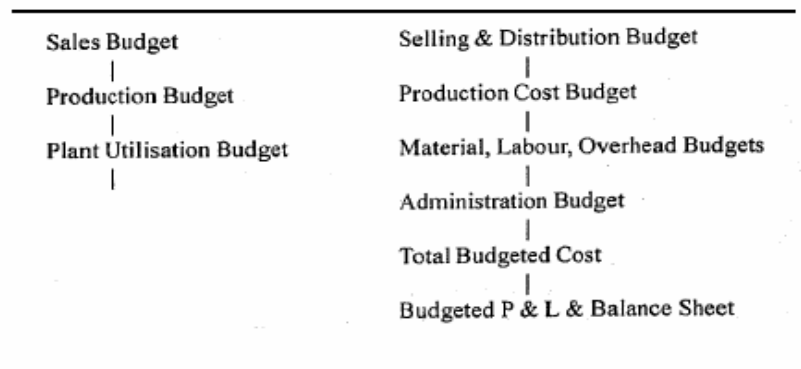 Sales Budget
Production Budget
Plant Utilisation Budget
Selling & Distribution Budget
Production Cost Budget
Material, Labour, Overhead Budgets
Administration Budget
Total Budgeted Cost
Budgeted P & L & Balance Sheet